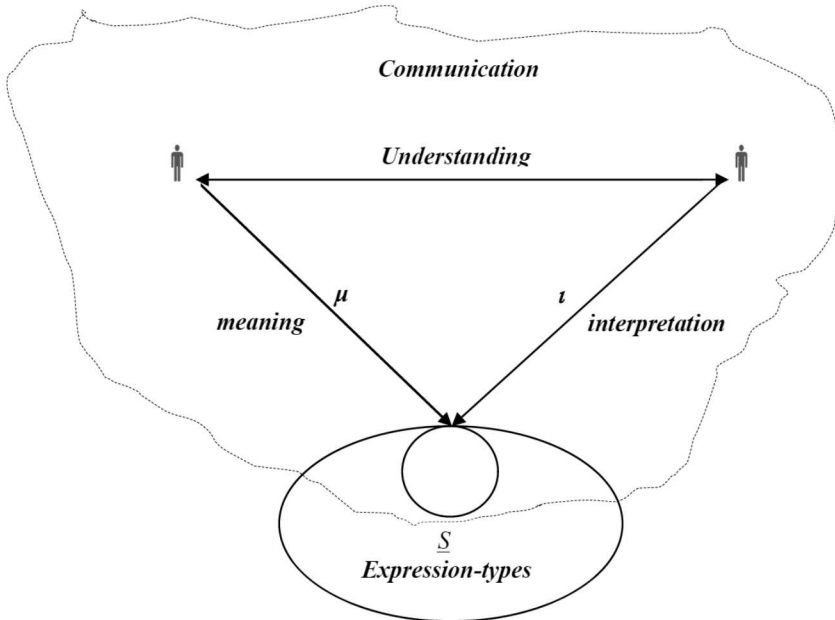 Communication
Understanding
μ
ι
meaning
interpretation
S
Expression-types